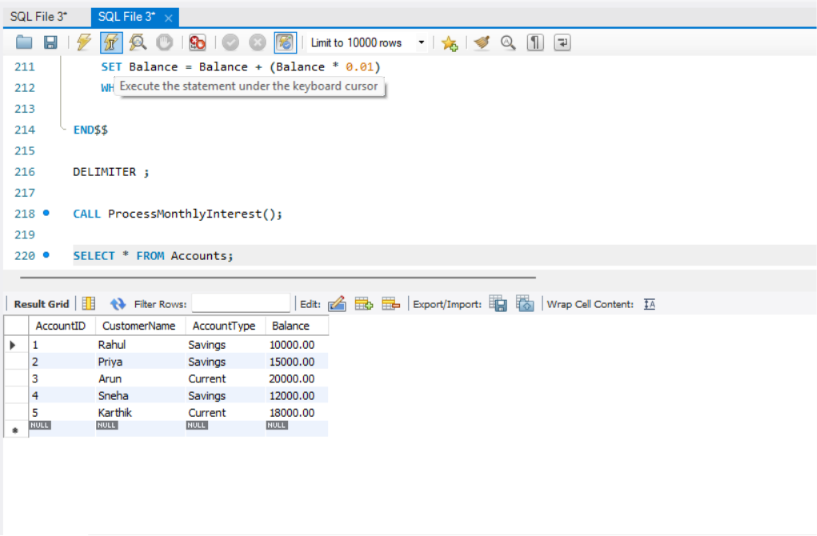 SQL File 3* SQL File 3* ×
Limit to 10000 rows
211 SET Balance = Balance + (Balance * 0.01)
212 WH Execute the statement under the keyboard cursor
213
214 END$$
215
216 DELIMITER ;
217
218 CALL ProcessMonthlyInterest();
219
220 SELECT * FROM Accounts;
Result Grid Filter Rows: Edit: Export/Import: Wrap Cell Content: IA
AccountID CustomerName AccountType Balance
1 Rahul Savings 10000.00
2 Priya Savings 15000.00
3 Arun Current 20000.00
4 Sneha Savings 12000.00
5 Karthik Current 18000.00
NULL NULL NULL NULL